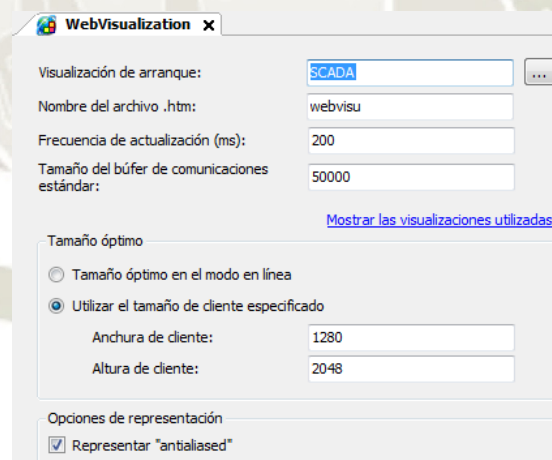 WebVisualization x
Visualización de arranque: SCADA ...
Nombre del archivo .htm: webvisu
Frecuencia de actualización (ms): 200
Tamaño del búfer de comunicaciones
estándar: 50000
Mostrar las visualizaciones utilizadas
Tamaño óptimo
Tamaño óptimo en el modo en línea
Utilizar el tamaño de cliente especificado
Anchura de cliente: 1280
Altura de cliente: 2048
Opciones de representación
Representar "antialiased"